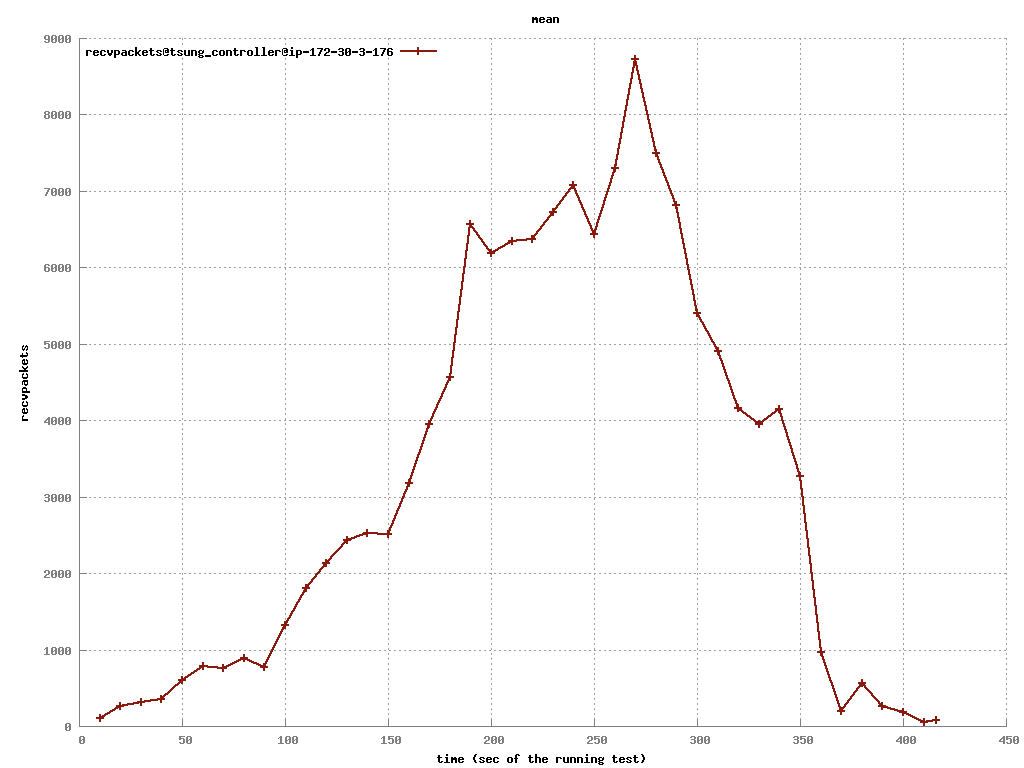 mean
9000
recvpackets@tsung_controller@ip-172-30-3-176
8000
7000
6000
5000
recvpackets
4000
3000
2000
1000
0
0 50 100 150 200 250 300 350 400 450
time (sec of the running test)